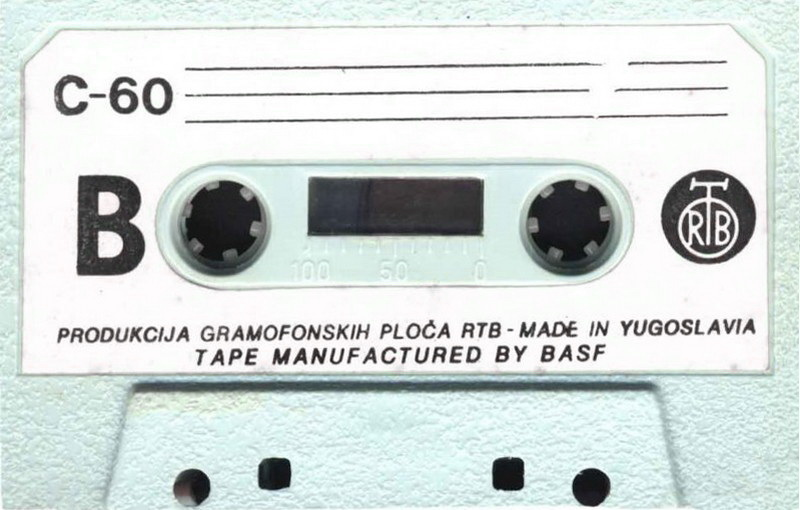 C-60
B
RTB
100 50 0
PRODUKCIJA GRAMOFONSKIH PLOČA RTB - MADE IN YUGOSLAVIA
TAPE MANUFACTURED BY BASF